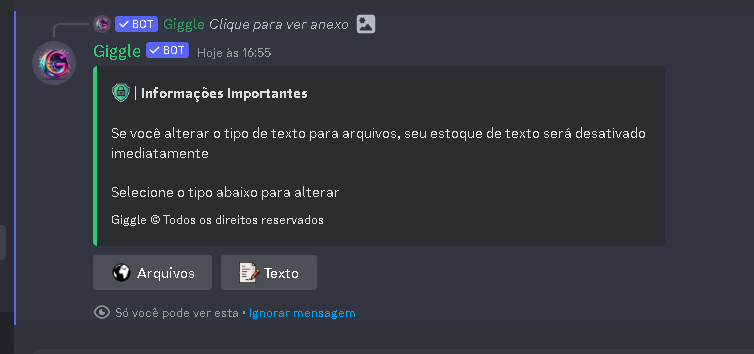 BOT Giggle Clique para ver anexo
Giggle BOT Hoje às 16:55
| Informações Importantes
Se você alterar o tipo de texto para arquivos, seu estoque de texto será desativado
imediatamente
Selecione o tipo abaixo para alterar
Giggle © Todos os direitos reservados
Arquivos Texto
Só você pode ver esta • Ignorar mensagem